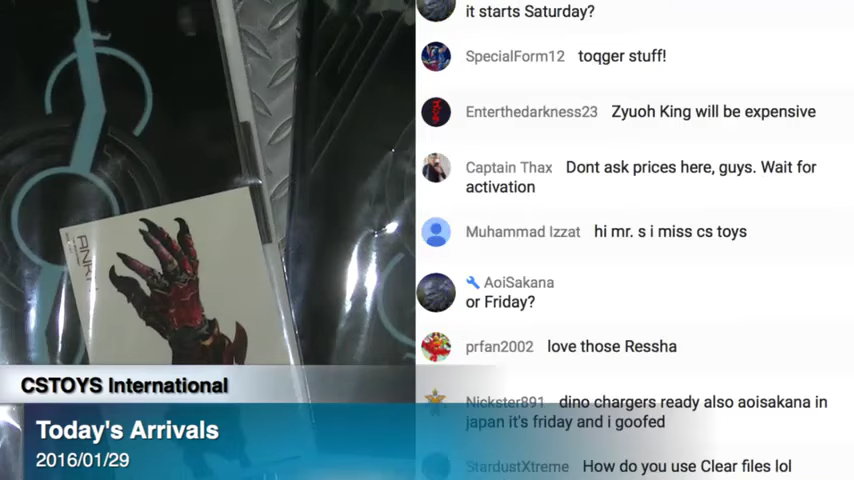 it starts Saturday?
SpecialForm12 toqger stuff!
Enterthedarkness23 Zyuoh King will be expensive
Captain Thax Dont ask prices here, guys. Wait for
activation
Muhammad Izzat hi mr. s i miss cs toys
AoiSakana
or Friday?
prfan2002 love those Ressha
Nickster891 dino chargers ready also aoisakana in
japan it's friday and i goofed
StardustXtreme How do you use Clear files lol
ANKH
CSTOYS International
Today's Arrivals
2016/01/29